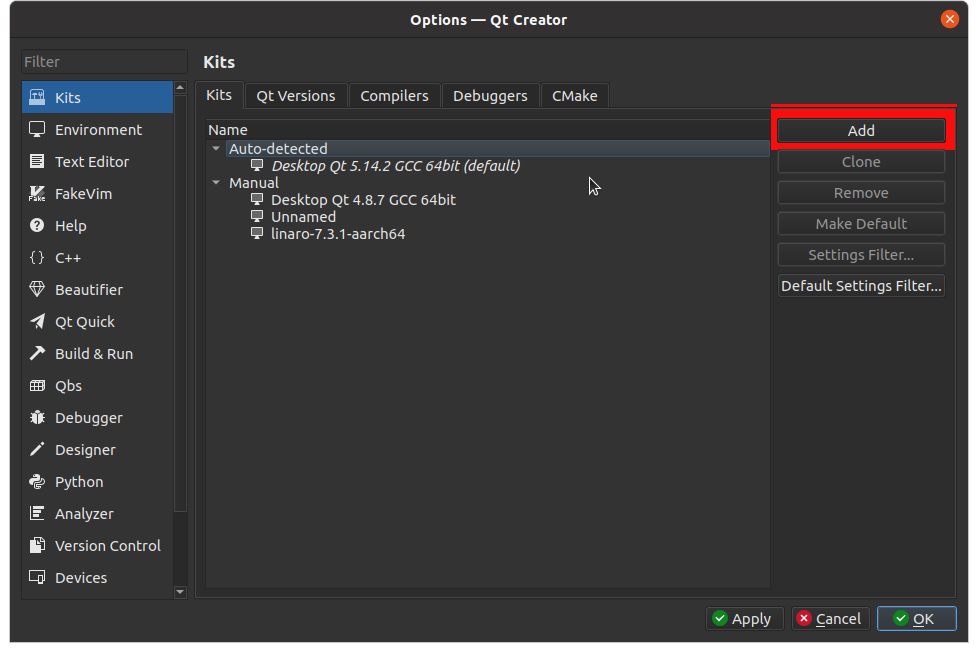 Options — Qt Creator
Filter
Kits
Environment
Text Editor
FakeVim
Help
C++
Beautifier
Qt Quick
Build & Run
Qbs
Debugger
Designer
Python
Analyzer
Version Control
Devices
Kits
Kits
Qt Versions
Compilers
Debuggers
CMake
Name
Auto-detected
Desktop Qt 5.14.2 GCC 64bit (default)
Manual
Desktop Qt 4.8.7 GCC 64bit
Unnamed
linaro-7.3.1-aarch64
Add
Clone
Remove
Make Default
Settings Filter...
Default Settings Filter...
Apply
Cancel
OK